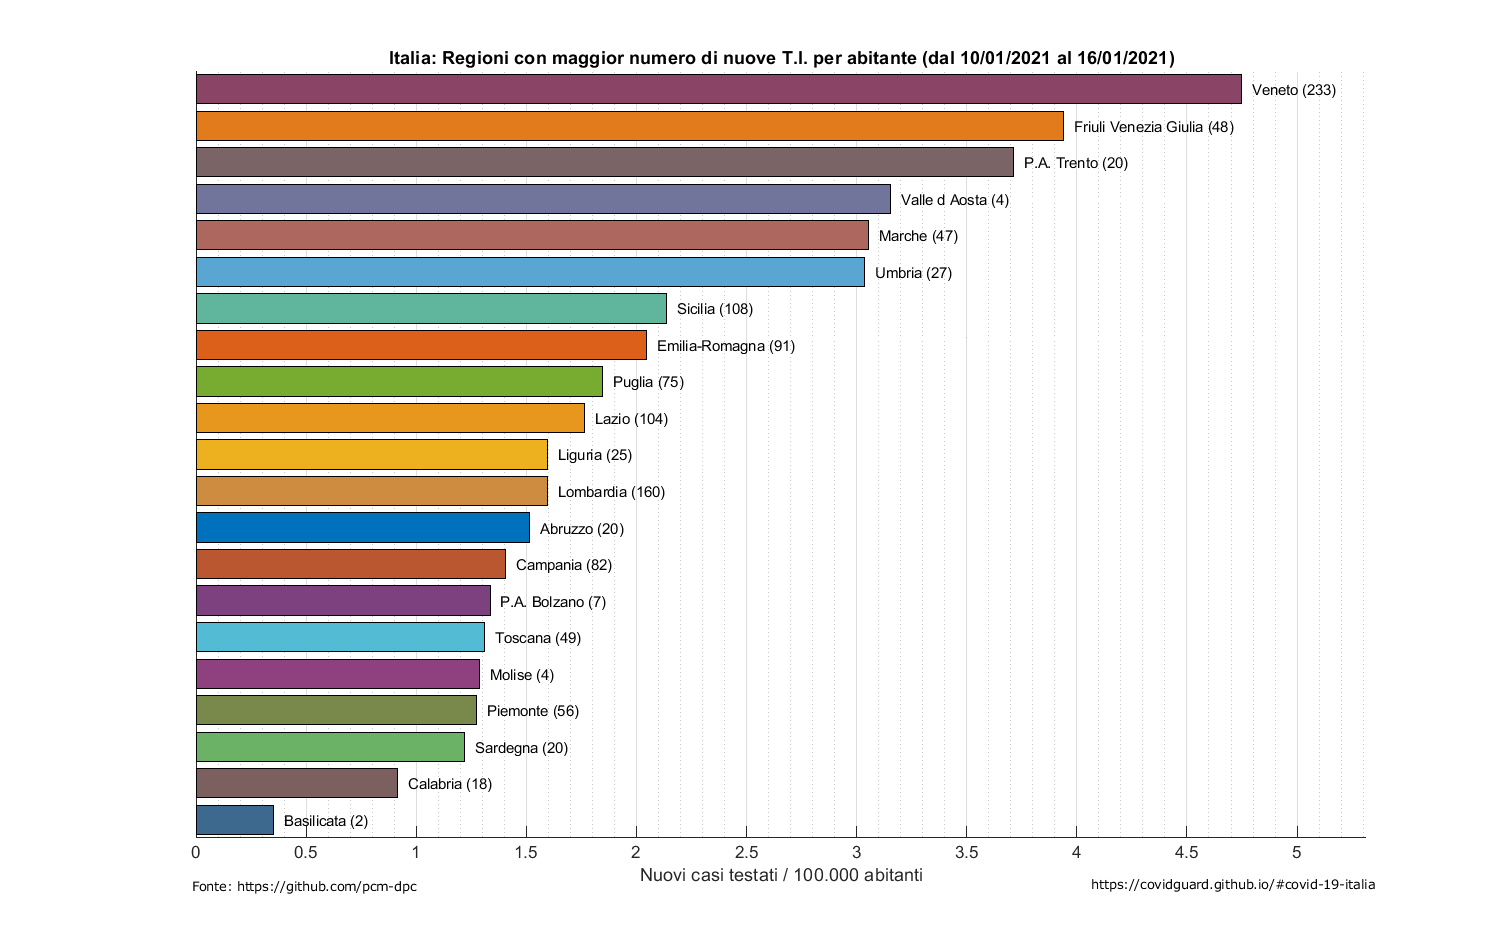 Italia: Regioni con maggior numero di nuove T.I. per abitante (dal 10/01/2021 al 16/01/2021)
Veneto (233)
Friuli Venezia Giulia (48)
P.A. Trento (20)
Valle d Aosta (4)
Marche (47)
Umbria (27)
Sicilia (108)
Emilia-Romagna (91)
Puglia (75)
Lazio (104)
Liguria (25)
Lombardia (160)
Abruzzo (20)
Campania (82)
P.A. Bolzano (7)
Toscana (49)
Molise (4)
Piemonte (56)
Sardegna (20)
Calabria (18)
Basilicata (2)
0 0.5 1 1.5 2 2.5 3 3.5 4 4.5 5
Nuovi casi testati / 100.000 abitanti
Fonte: https://github.com/pcm-dpc
https://covidguard.github.io/#covid-19-italia